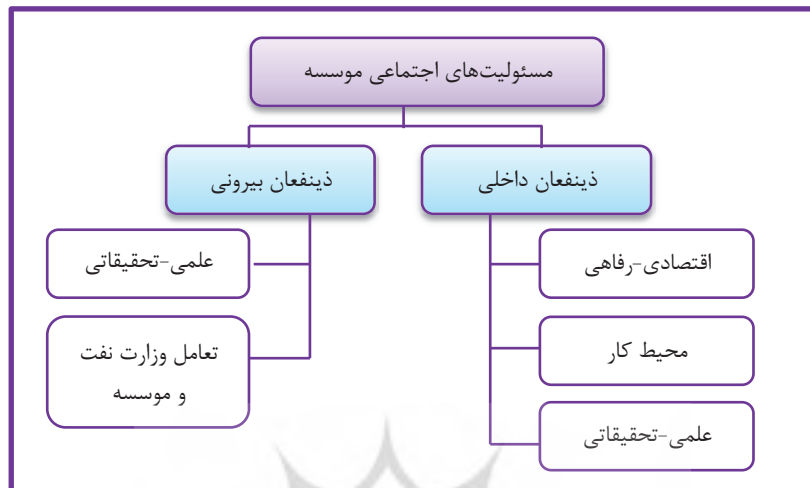 مسئولیت‌های اجتماعی موسسه
ذینفعان داخلی
اقتصادی-رفاهی
محیط کار
علمی-تحقیقاتی
ذینفعان بیرونی
علمی-تحقیقاتی
تعامل وزارت نفت
و موسسه